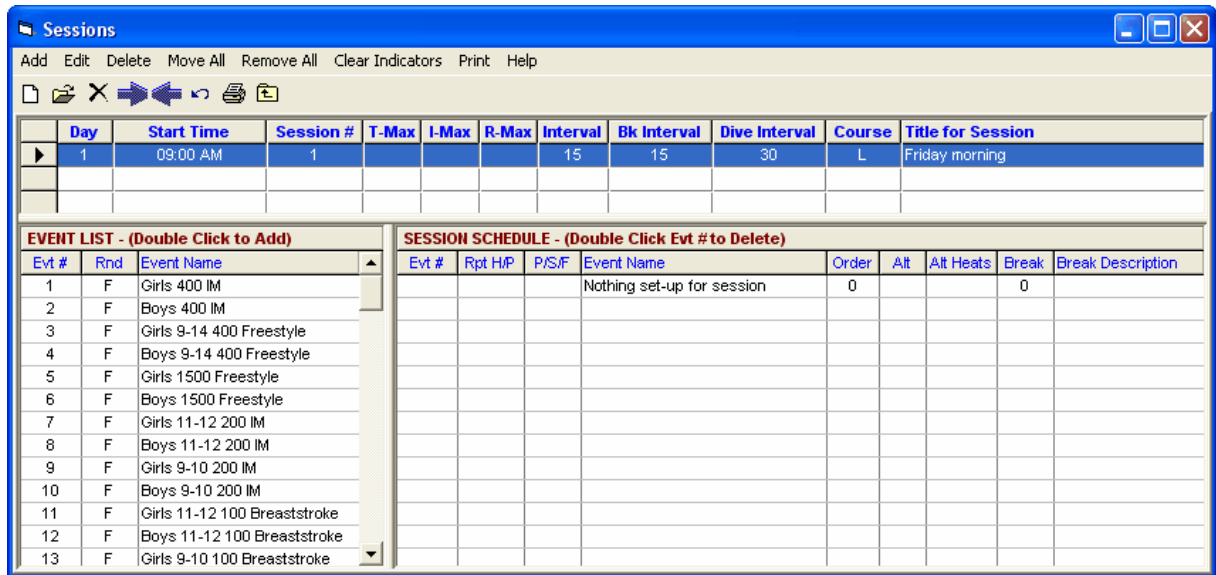 Sessions
Add Edit Delete Move All Remove All Clear Indicators Print Help
Day Start Time Session # T-Max I-Max R-Max Interval Bk Interval Dive Interval Course Title for Session
1 09:00 AM 1 15 15 30 L Friday morning
EVENT LIST - (Double Click to Add) SESSION SCHEDULE - (Double Click Evt # to Delete)
Evt # Rnd Event Name Evt # Rpt H/P P/S/F Event Name Order Alt Alt Heats Break Break Description
1 F Girls 400 IM Nothing set-up for session 0 0
2 F Boys 400 IM
3 F Girls 9-14 400 Freestyle
4 F Boys 9-14 400 Freestyle
5 F Girls 1500 Freestyle
6 F Boys 1500 Freestyle
7 F Girls 11-12 200 IM
8 F Boys 11-12 200 IM
9 F Girls 9-10 200 IM
10 F Boys 9-10 200 IM
11 F Girls 11-12 100 Breaststroke
12 F Boys 11-12 100 Breaststroke
13 F Girls 9-10 100 Breaststroke